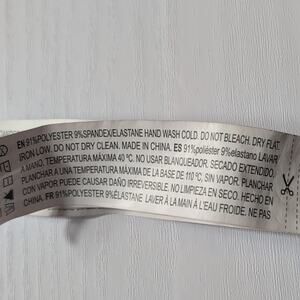 EN 91%POLYESTER 9%SPANDEX/ELASTANE HAND WASH COLD. DO NOT BLEACH. DRY FLAT.
IRON LOW. DO NOT DRY CLEAN. MADE IN CHINA. ES 91%poliéster 9%elastano LAVAR
A MANO, TEMPERATURA MÁXIMA 40 ºC. NO USAR BLANQUEADOR. SECADO EXTENDIDO.
PLANCHAR A UNA TEMPERATURA MÁXIMA DE LA BASE DE 110 ºC, SIN VAPOR. PLANCHAR
CON VAPOR PUEDE CAUSAR DAÑO IRREVERSIBLE. NO LIMPIEZA EN SECO. HECHO EN
CHINA. FR 91%POLYESTER 9%ÉLASTANE LAVER À LA MAIN À L'EAU FROIDE. NE PAS